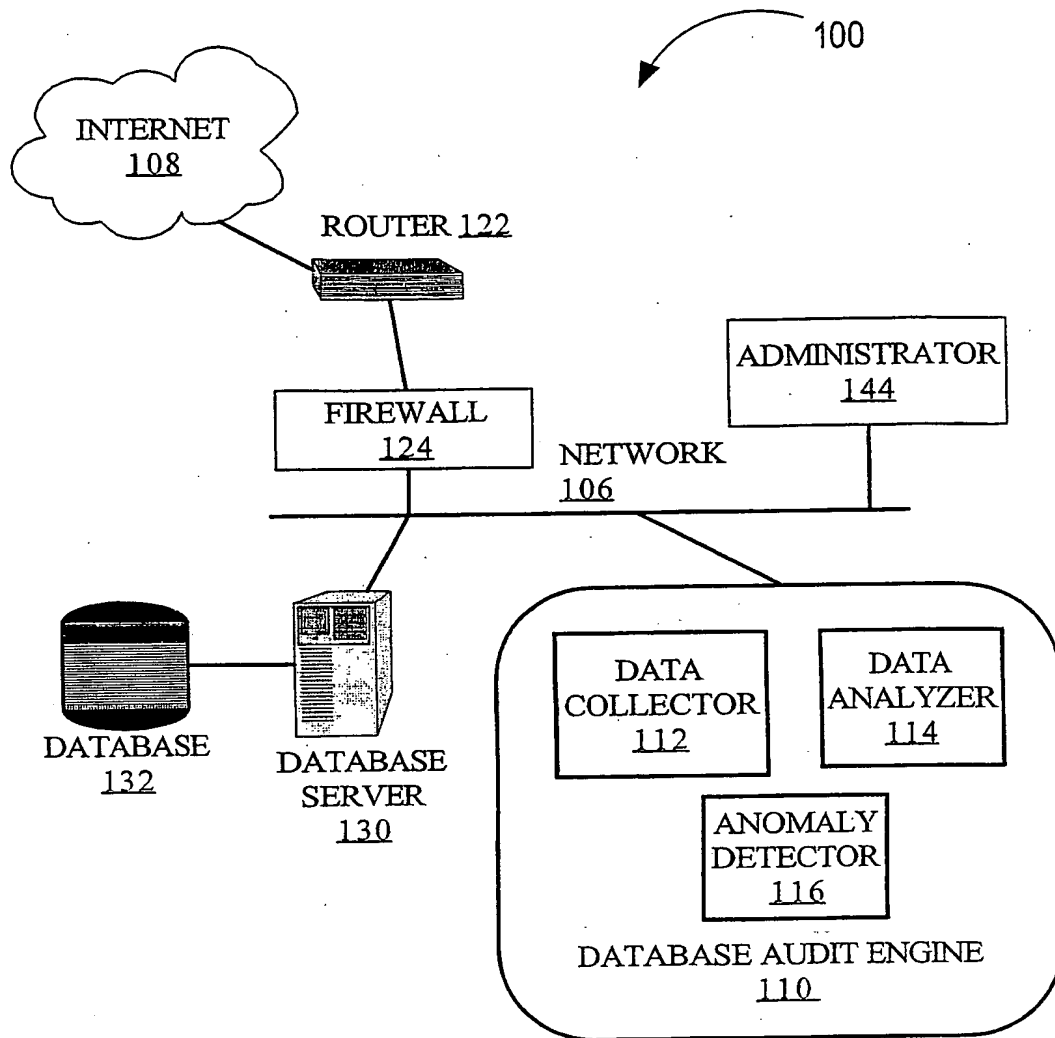 100
INTERNET
108
ROUTER 122
ADMINISTRATOR
144
FIREWALL
124
NETWORK
106
DATA
COLLECTOR
112
DATA
ANALYZER
114
DATABASE
132
DATABASE
SERVER
130
ANOMALY
DETECTOR
116
DATABASE AUDIT ENGINE
110